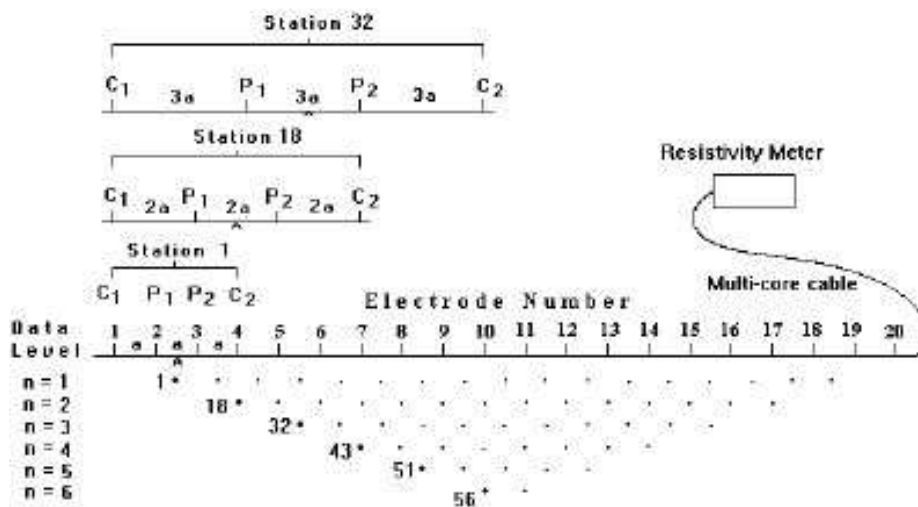 Station 32
C1 P1 P2 C2
3a 3a 3a
Station 18
C1 P1 P2 C2
2a 2a 2a
Resistivity Meter
Station 1
C1 P1 P2 C2
Multi-core cable
Electrode Number
Data Level
1 2 3 4 5 6 7 8 9 10 11 12 13 14 15 16 17 18 19 20
a a a
n = 1 1
n = 2 18
n = 3 32
n = 4 43
n = 5 51
n = 6 56